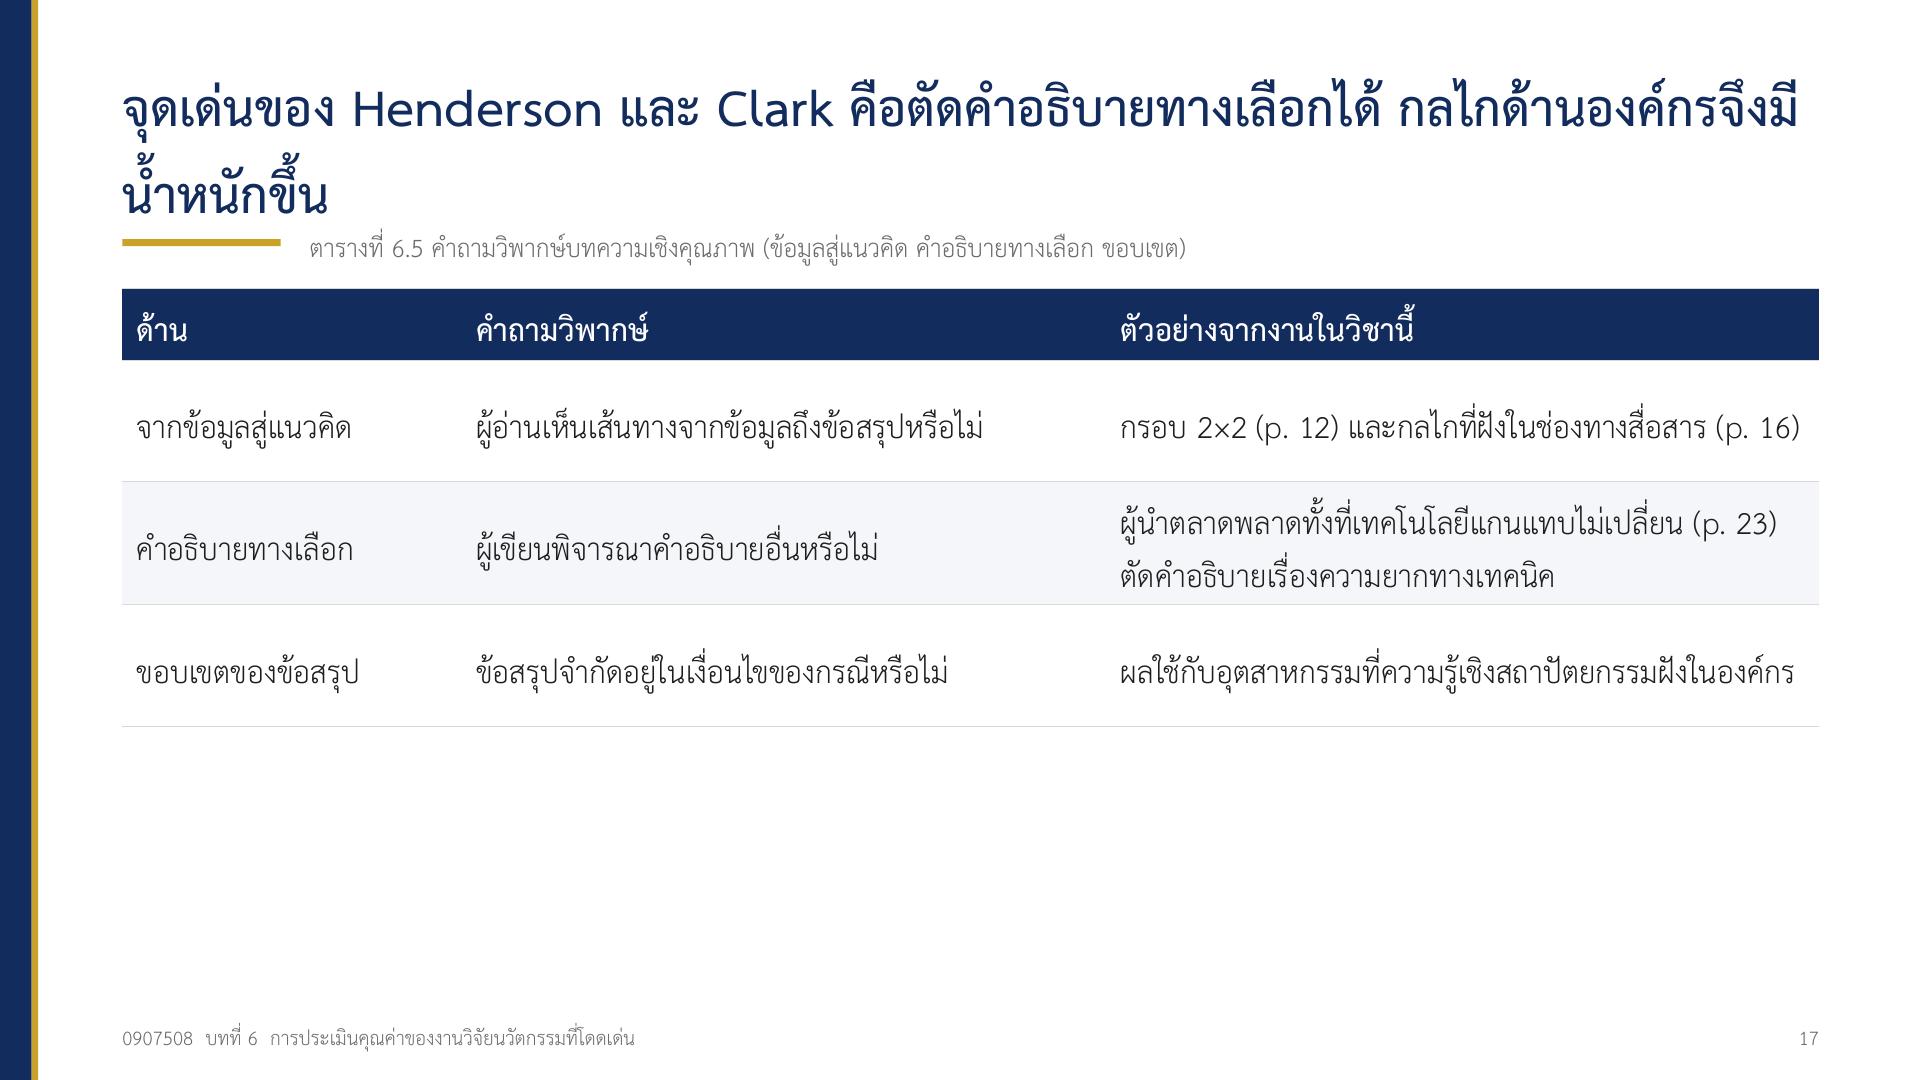 จุดเด่นของ Henderson และ Clark คือตัดคำอธิบายทางเลือกได้ กลไกด้านองค์กรจึงมี
น้ำหนักขึ้น
ตารางที่ 6.5 คำถามวิพากษ์บทความเชิงคุณภาพ (ข้อมูลสู่แนวคิด คำอธิบายทางเลือก ขอบเขต)
ด้าน คำถามวิพากษ์ ตัวอย่างจากงานในวิชานี้
จากข้อมูลสู่แนวคิด ผู้อ่านเห็นเส้นทางจากข้อมูลถึงข้อสรุปหรือไม่ กรอบ 2×2 (p. 12) และกลไกที่ฝังในช่องทางสื่อสาร (p. 16)
คำอธิบายทางเลือก ผู้เขียนพิจารณาคำอธิบายอื่นหรือไม่ ผู้นำตลาดพลาดทั้งที่เทคโนโลยีแกนแทบไม่เปลี่ยน (p. 23)
ตัดคำอธิบายเรื่องความยากทางเทคนิค
ขอบเขตของข้อสรุป ข้อสรุปจำกัดอยู่ในเงื่อนไขของกรณีหรือไม่ ผลใช้กับอุตสาหกรรมที่ความรู้เชิงสถาปัตยกรรมฝังในองค์กร
0907508 บทที่ 6 การประเมินคุณค่าของงานวิจัยนวัตกรรมที่โดดเด่น 17